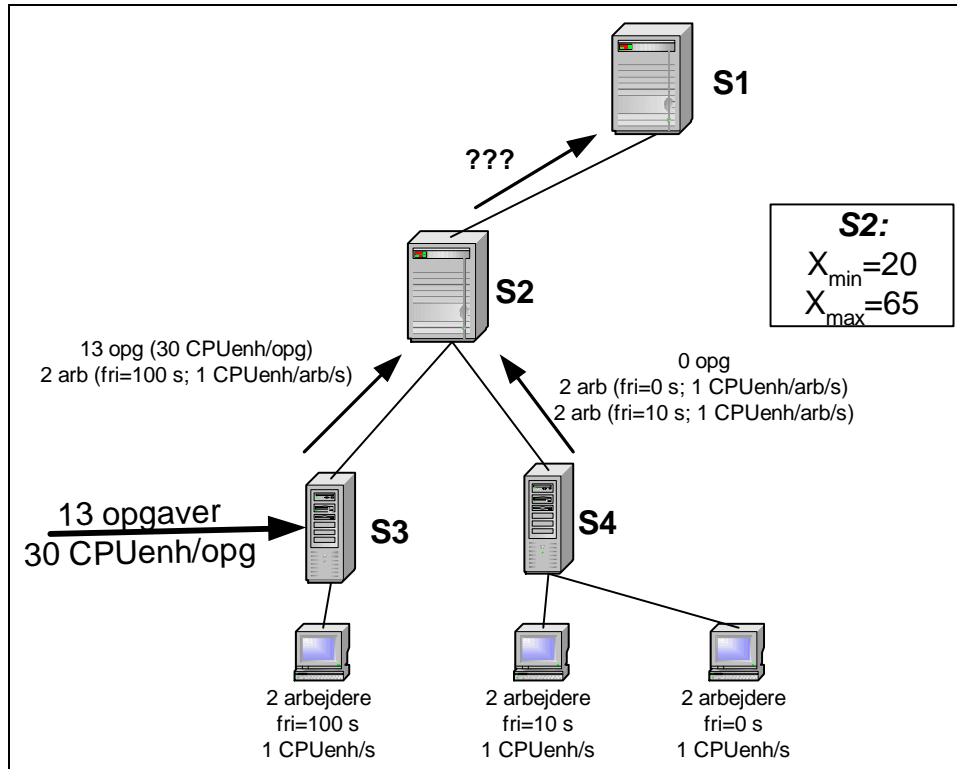 S1
???
S2:
Xmin=20
Xmax=65
S2
13 opg (30 CPUenh/opg)
2 arb (fri=100 s; 1 CPUenh/arb/s)
0 opg
2 arb (fri=0 s; 1 CPUenh/arb/s)
2 arb (fri=10 s; 1 CPUenh/arb/s)
13 opgaver
30 CPUenh/opg
S3
S4
2 arbejdere
fri=100 s
1 CPUenh/s
2 arbejdere
fri=10 s
1 CPUenh/s
2 arbejdere
fri=0 s
1 CPUenh/s